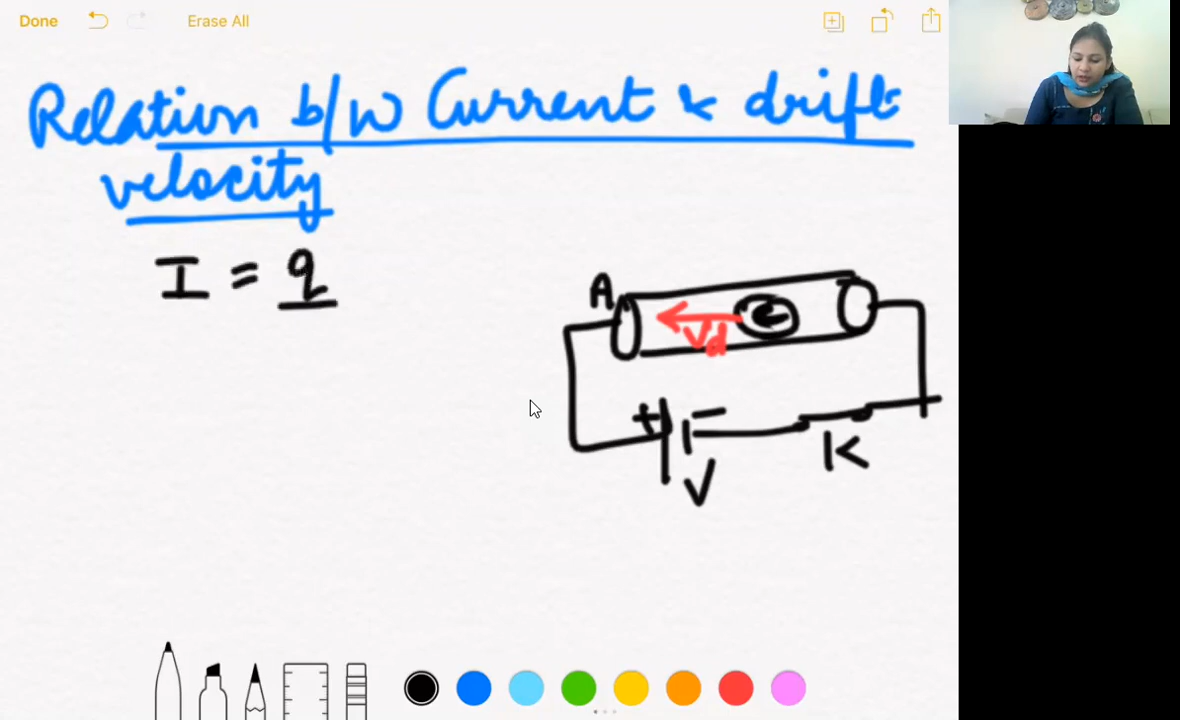 Done
Erase All
Relation b/w Current & drift
velocity
I = q
A
Vd
+ -
K
V